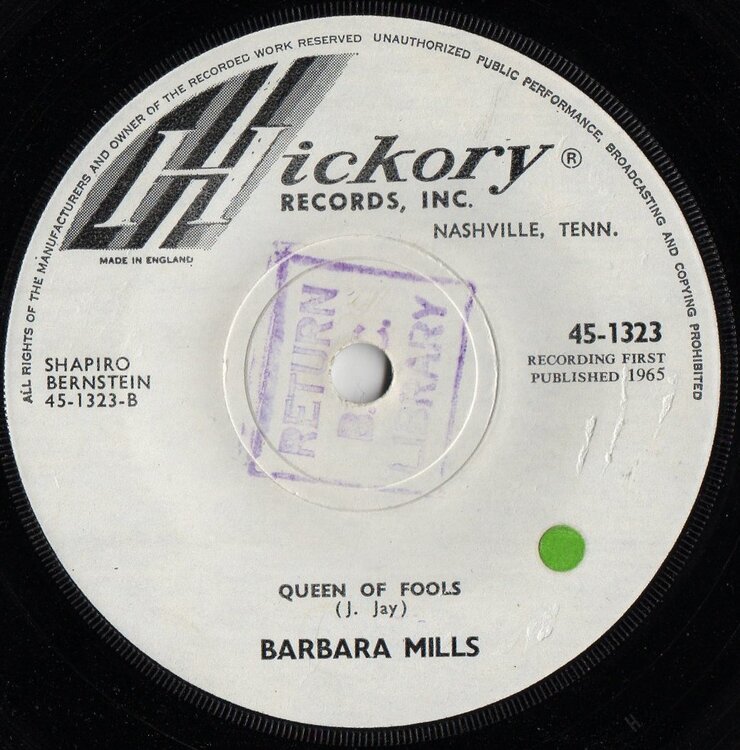 ALL RIGHTS OF THE MANUFACTURERS AND OWNER OF THE RECORDED WORK RESERVED UNAUTHORIZED PUBLIC PERFORMANCE, BROADCASTING AND COPYING PROHIBITED
Hickory ®
RECORDS, INC.
NASHVILLE, TENN.
MADE IN ENGLAND
RETURN
LIBRARY
45-1323
RECORDING FIRST
PUBLISHED 1965
SHAPIRO
BERNSTEIN
45-1323-B
QUEEN OF FOOLS
(J. Jay)
BARBARA MILLS